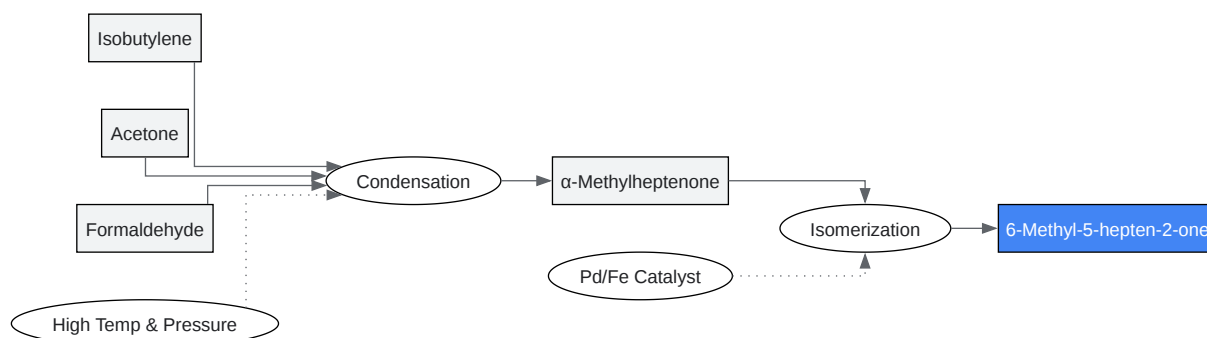 Isobutylene
Acetone
Formaldehyde
High Temp & Pressure
Condensation
α-Methylheptenone
Pd/Fe Catalyst
Isomerization
6-Methyl-5-hepten-2-one